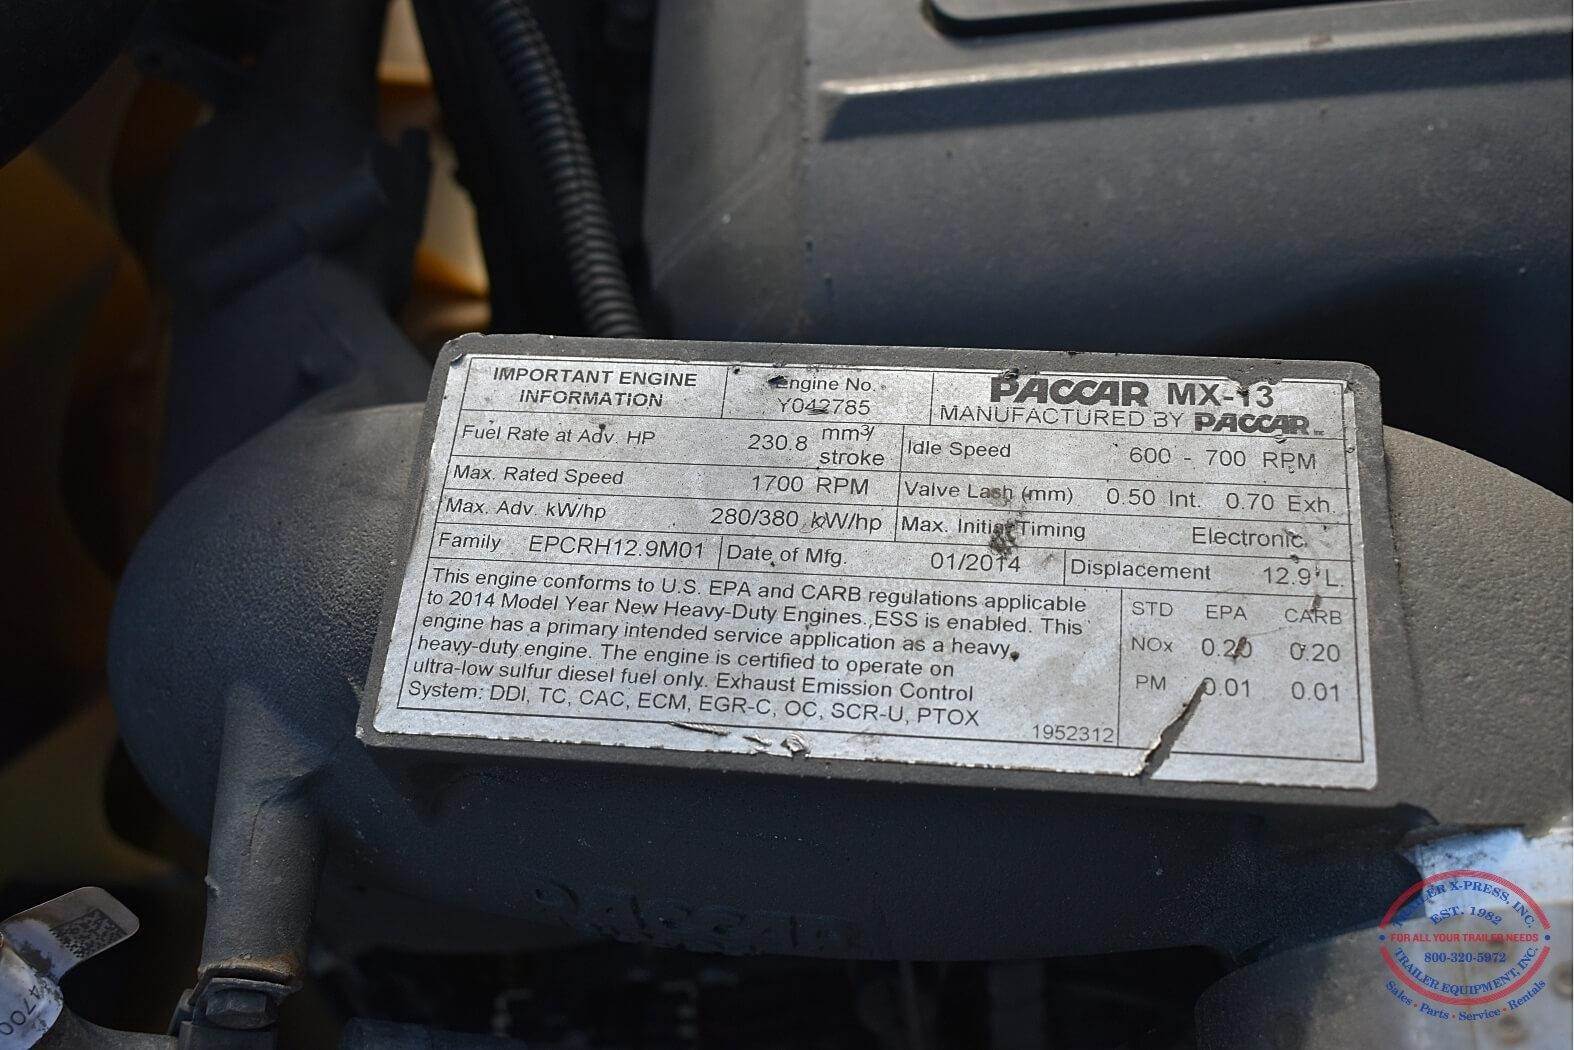 IMPORTANT ENGINE
INFORMATION
Engine No.
Y042785
PACCAR MX-13
MANUFACTURED BY PACCAR
Fuel Rate at Adv. HP 230.8 mm3/
stroke
Idle Speed 600 - 700 RPM
Max. Rated Speed 1700 RPM
Valve Lash (mm) 0.50 Int. 0.70 Exh.
Max. Adv. kW/hp 280/380 kW/hp
Max. Initial Timing Electronic
Family EPCRH12.9M01
Date of Mfg. 01/2014
Displacement 12.9 L
This engine conforms to U.S. EPA and CARB regulations applicable
to 2014 Model Year New Heavy-Duty Engines. ESS is enabled. This
engine has a primary intended service application as a heavy
heavy-duty engine. The engine is certified to operate on
ultra-low sulfur diesel fuel only. Exhaust Emission Control
System: DDI, TC, CAC, ECM, EGR-C, OC, SCR-U, PTOX
1952312
STD EPA CARB
NOx 0.20 0.20
PM 0.01 0.01
PACCAR
TRAILER X-PRESS, INC.
EST. 1982
FOR ALL YOUR TRAILER NEEDS
800-320-5972
TRAILER EQUIPMENT, INC.
Sales • Parts • Service • Rentals